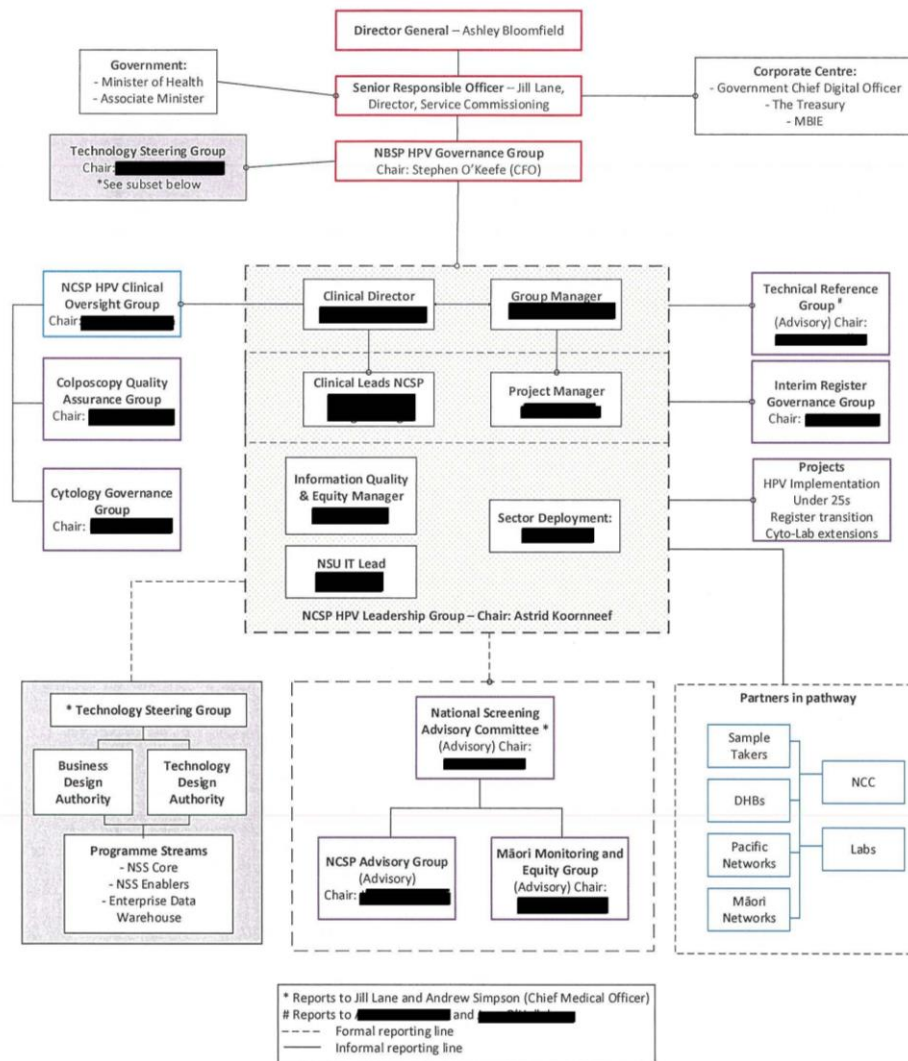 Director General – Ashley Bloomfield
Government:
- Minister of Health
- Associate Minister
Senior Responsible Officer – Jill Lane,
Director, Service Commissioning
Corporate Centre:
- Government Chief Digital Officer
- The Treasury
- MBIE
Technology Steering Group
Chair:
*See subset below
NBSP HPV Governance Group
Chair: Stephen O'Keefe (CFO)
NCSP HPV Clinical
Oversight Group
Chair:
Clinical Director
Group Manager
Technical Reference
Group #
(Advisory) Chair:
Colposcopy Quality
Assurance Group
Chair:
Clinical Leads NCSP
Project Manager
Interim Register
Governance Group
Chair:
Cytology Governance
Group
Chair:
Information Quality
& Equity Manager
Sector Deployment:
Projects
HPV Implementation
Under 25s
Register transition
Cyto-Lab extensions
NSU IT Lead
NCSP HPV Leadership Group – Chair: Astrid Koornneef
* Technology Steering Group
Business
Design
Authority
Technology
Design
Authority
Programme Streams
- NSS Core
- NSS Enablers
- Enterprise Data
Warehouse
National Screening
Advisory Committee *
(Advisory) Chair:
NCSP Advisory Group
(Advisory)
Chair:
Māori Monitoring and
Equity Group
(Advisory) Chair:
Partners in pathway
Sample
Takers
DHBs
Pacific
Networks
Māori
Networks
NCC
Labs
* Reports to Jill Lane and Andrew Simpson (Chief Medical Officer)
# Reports to and
Formal reporting line
Informal reporting line